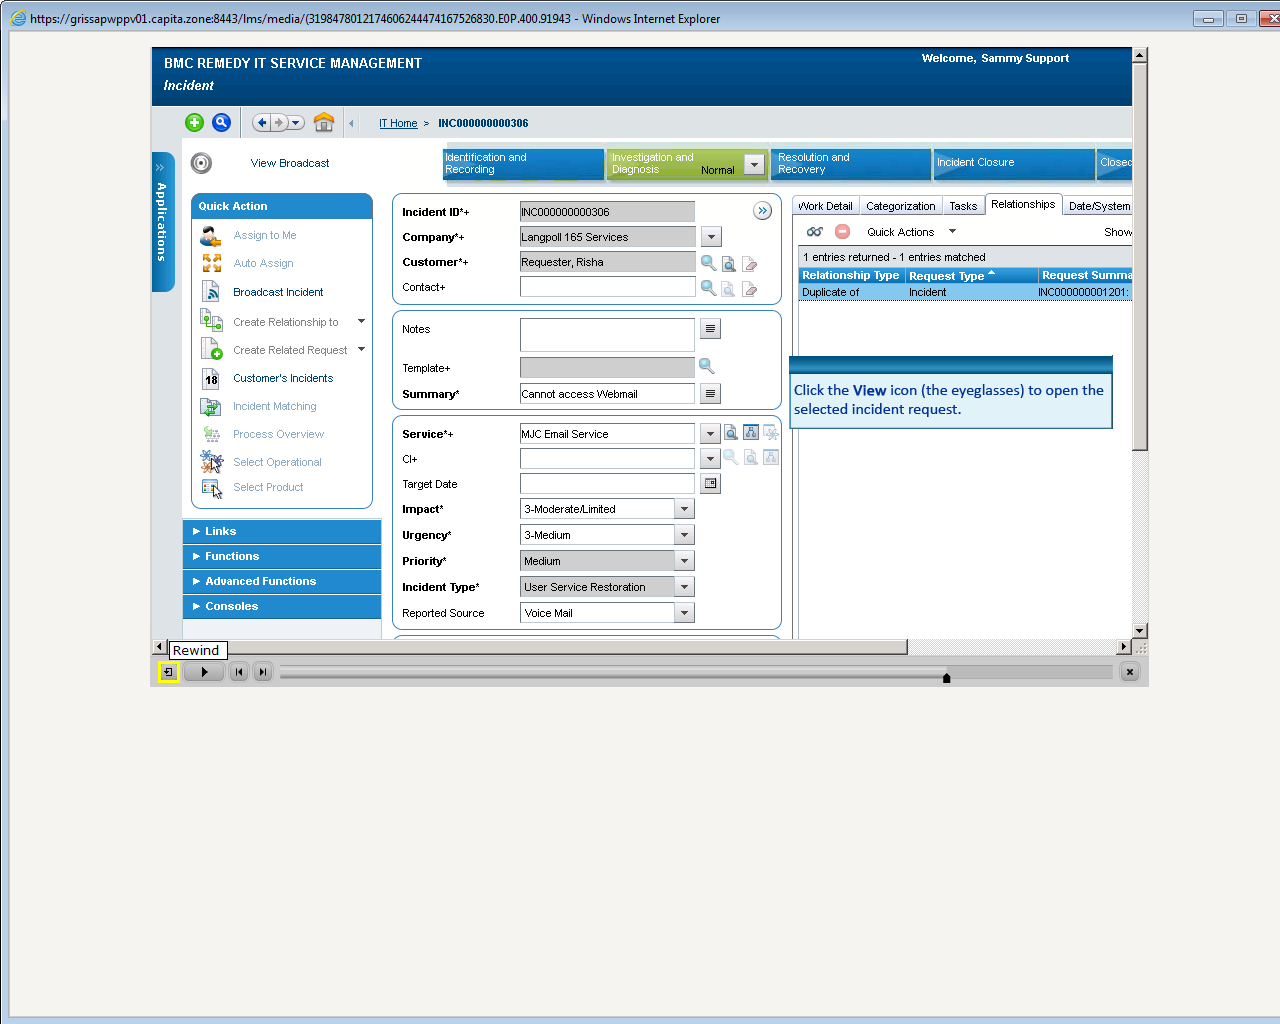 https://grissapwppv01.capita.zone:8443/lms/media/(3198478012174606244474167526830.E0P.400.91943 - Windows Internet Explorer
BMC REMEDY IT SERVICE MANAGEMENT
Welcome, Sammy Support
Incident
IT Home > INC000000000306
View Broadcast
Identification and
Recording
Investigation and
Diagnosis
Normal
Resolution and
Recovery
Incident Closure
Closed
Applications
Quick Action
Assign to Me
Auto Assign
Broadcast Incident
Create Relationship to
Create Related Request
18
Customer's Incidents
Incident Matching
Process Overview
Select Operational
Select Product
Links
Functions
Advanced Functions
Consoles
Incident ID*+ INC000000000306
Company*+ Langpoll 165 Services
Customer*+ Requester, Risha
Contact+
Notes
Template+
Summary* Cannot access Webmail
Service*+ MJC Email Service
CI+
Target Date
Impact* 3-Moderate/Limited
Urgency* 3-Medium
Priority* Medium
Incident Type* User Service Restoration
Reported Source Voice Mail
Work Detail Categorization Tasks Relationships Date/System
Quick Actions Show
1 entries returned - 1 entries matched
Relationship Type Request Type Request Summa
Duplicate of Incident INC000000001201:
Click the View icon (the eyeglasses) to open the
selected incident request.
Rewind